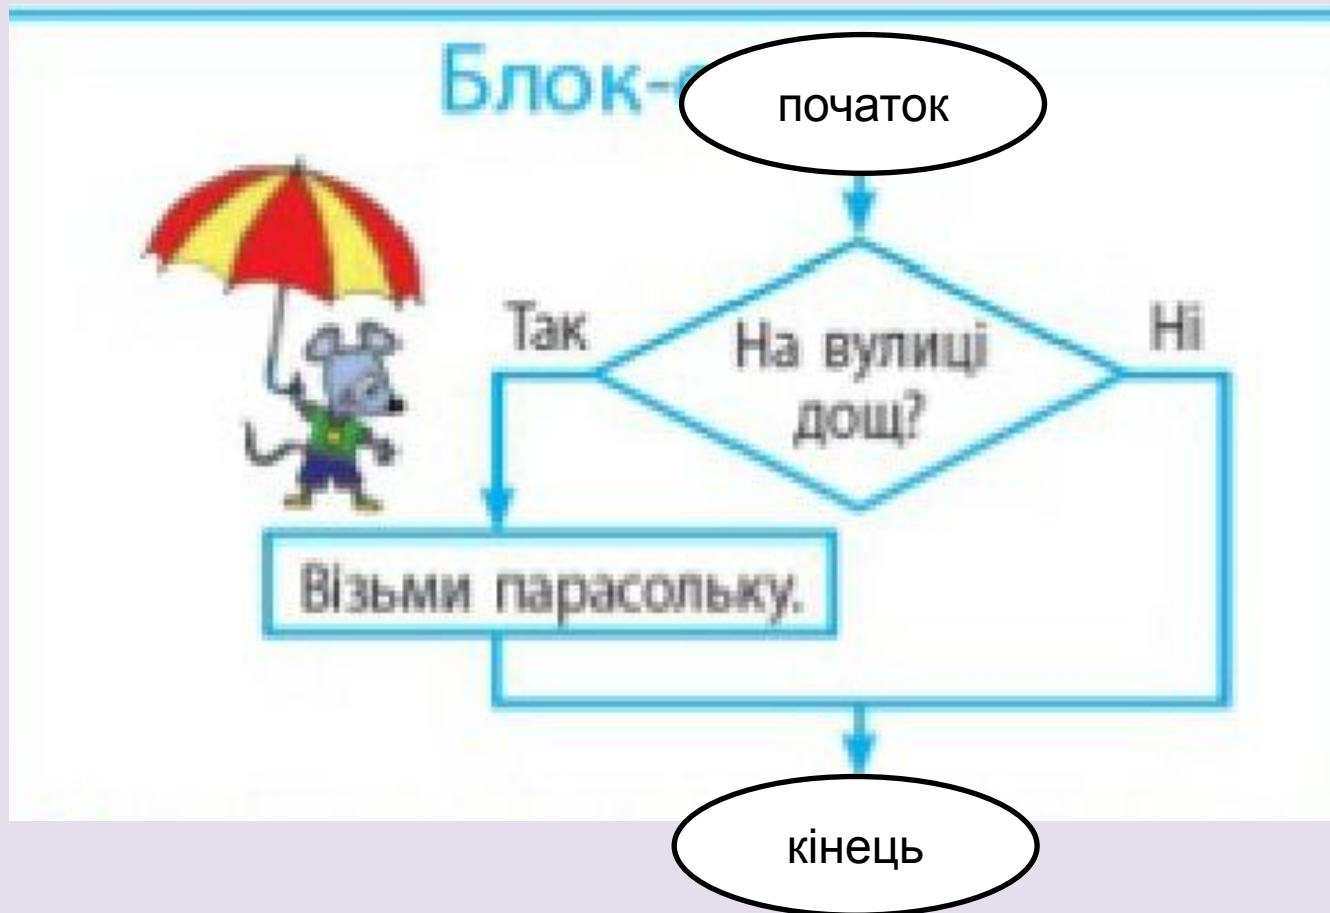 Блок-
початок
Так
На вулиці
дощ?
Ні
Візьми парасольку.
кінець